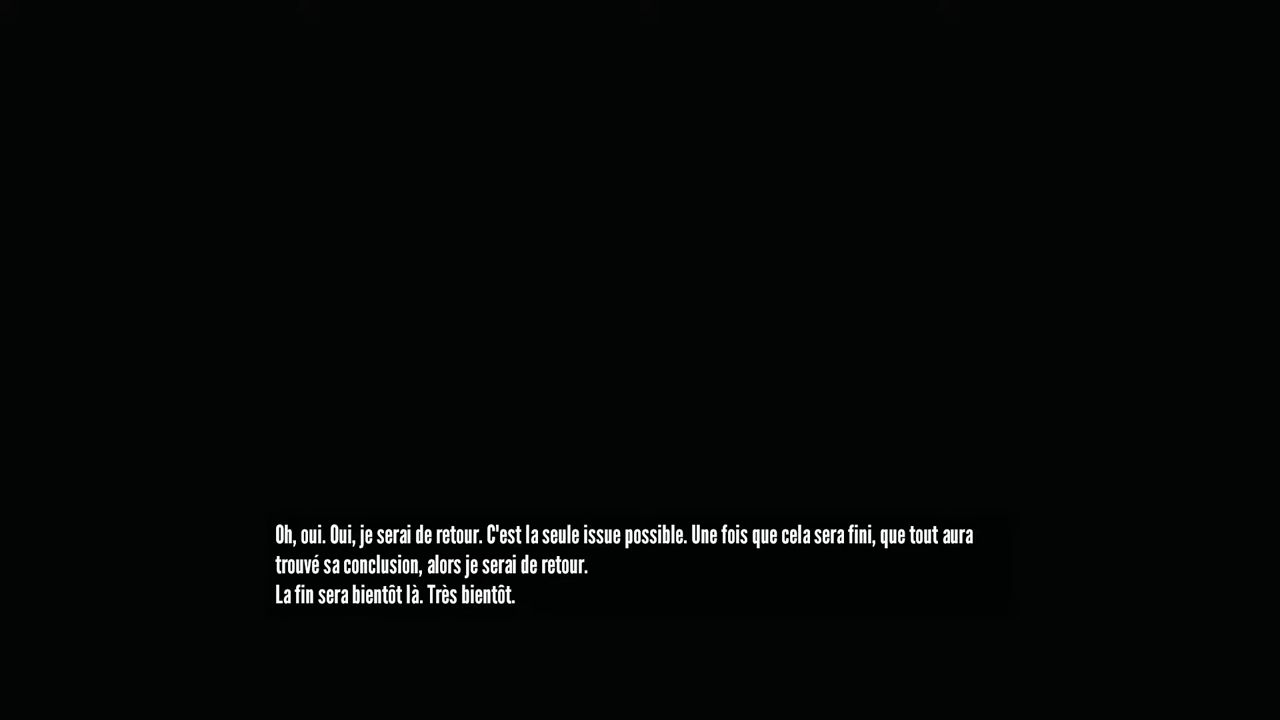 Oh, oui. Oui, je serai de retour. C'est la seule issue possible. Une fois que cela sera fini, que tout aura
trouvé sa conclusion, alors je serai de retour.
La fin sera bientôt là. Très bientôt.